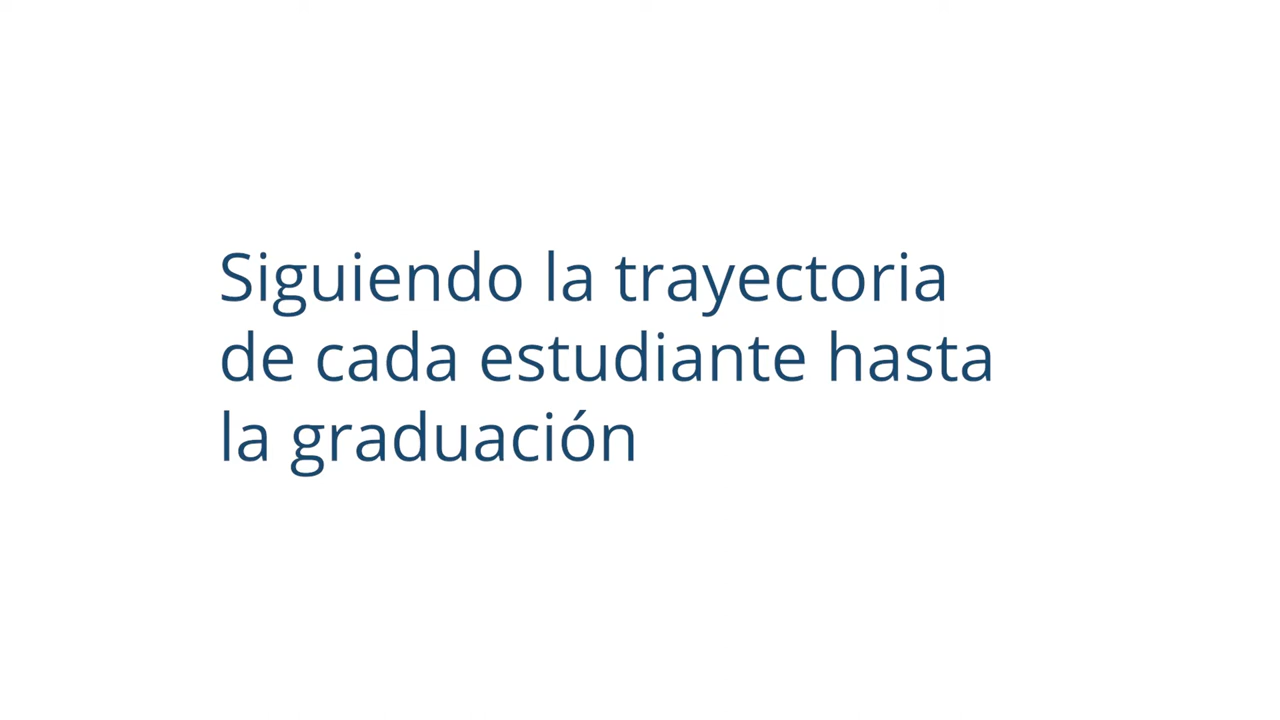 Siguiendo la trayectoria
de cada estudiante hasta
la graduación